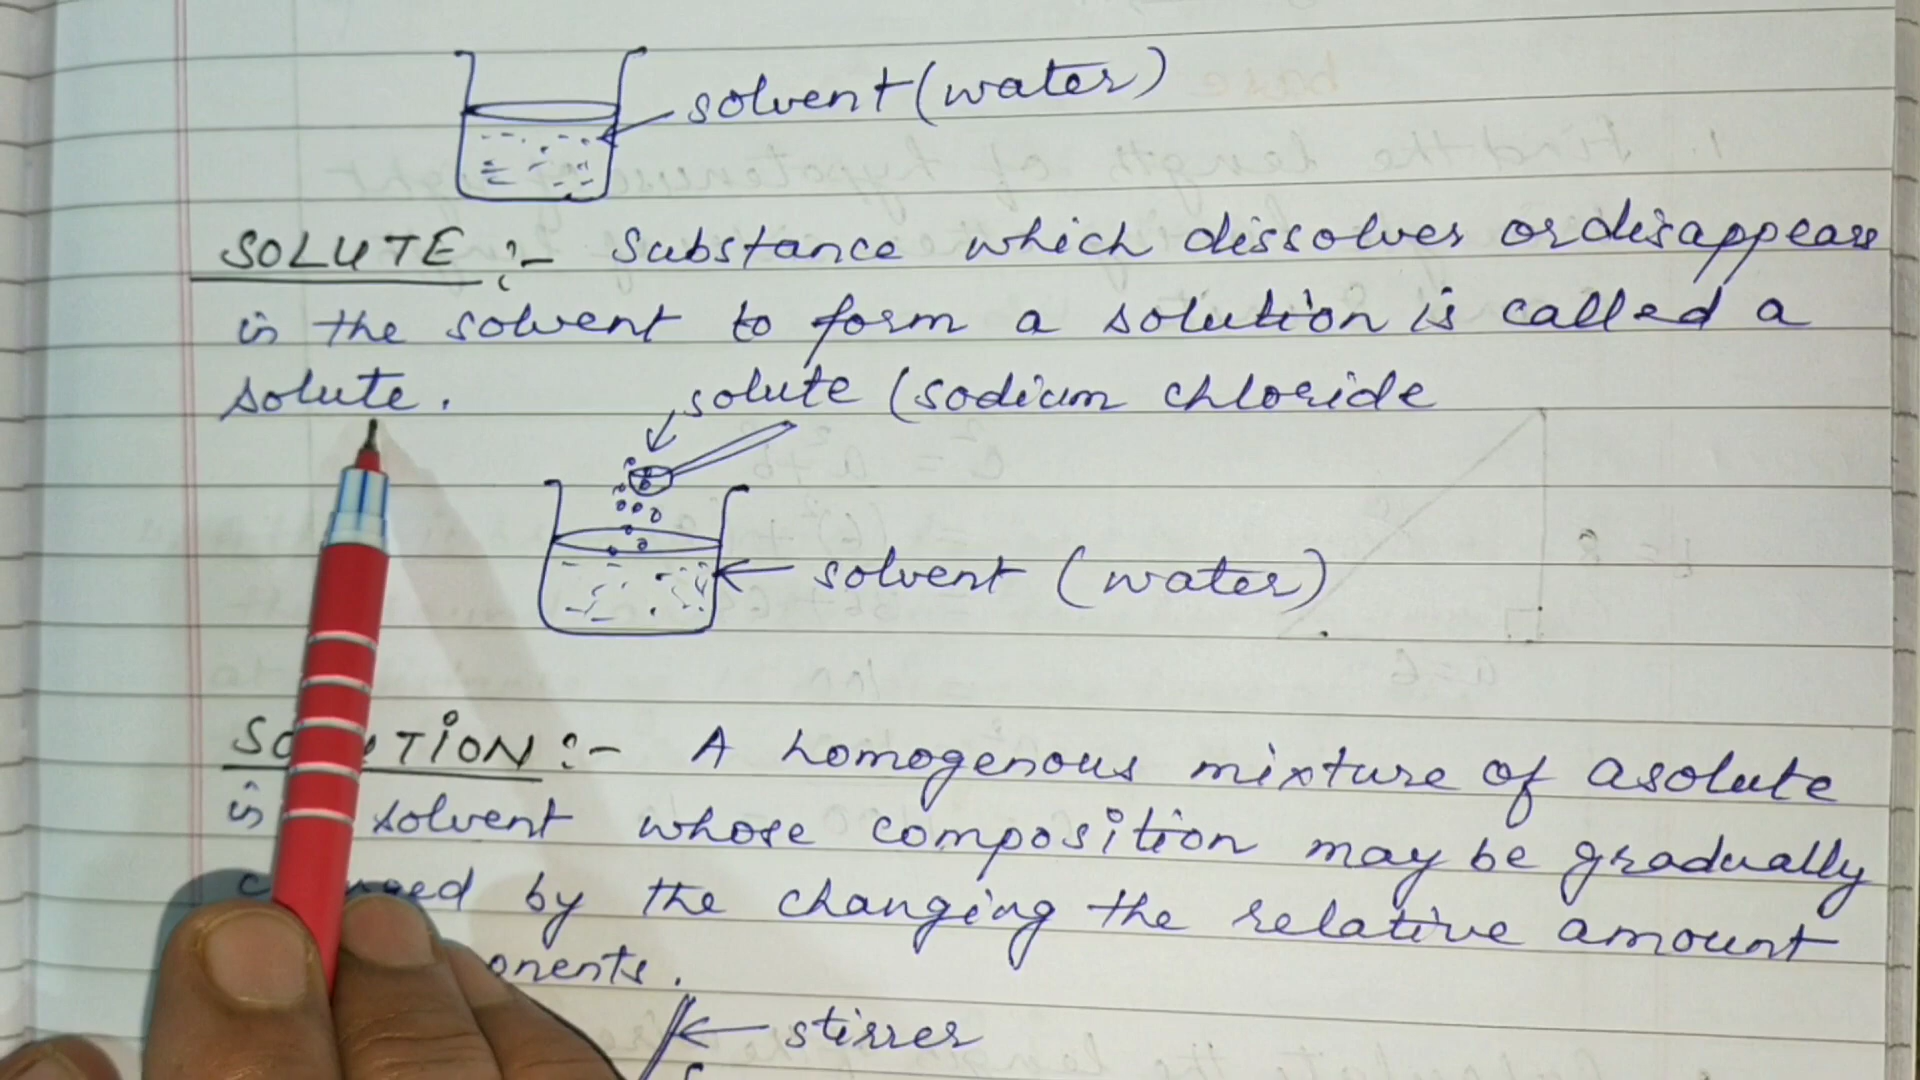 solvent (water)
SOLUTE :- Substance which dissolves or disappears
in the solvent to form a solution is called a
solute.
solute (sodium chloride
solvent (water)
:- A homogenous mixture of a solute
in solvent whose composition may be gradually
by the changing the relative amount
stirrer